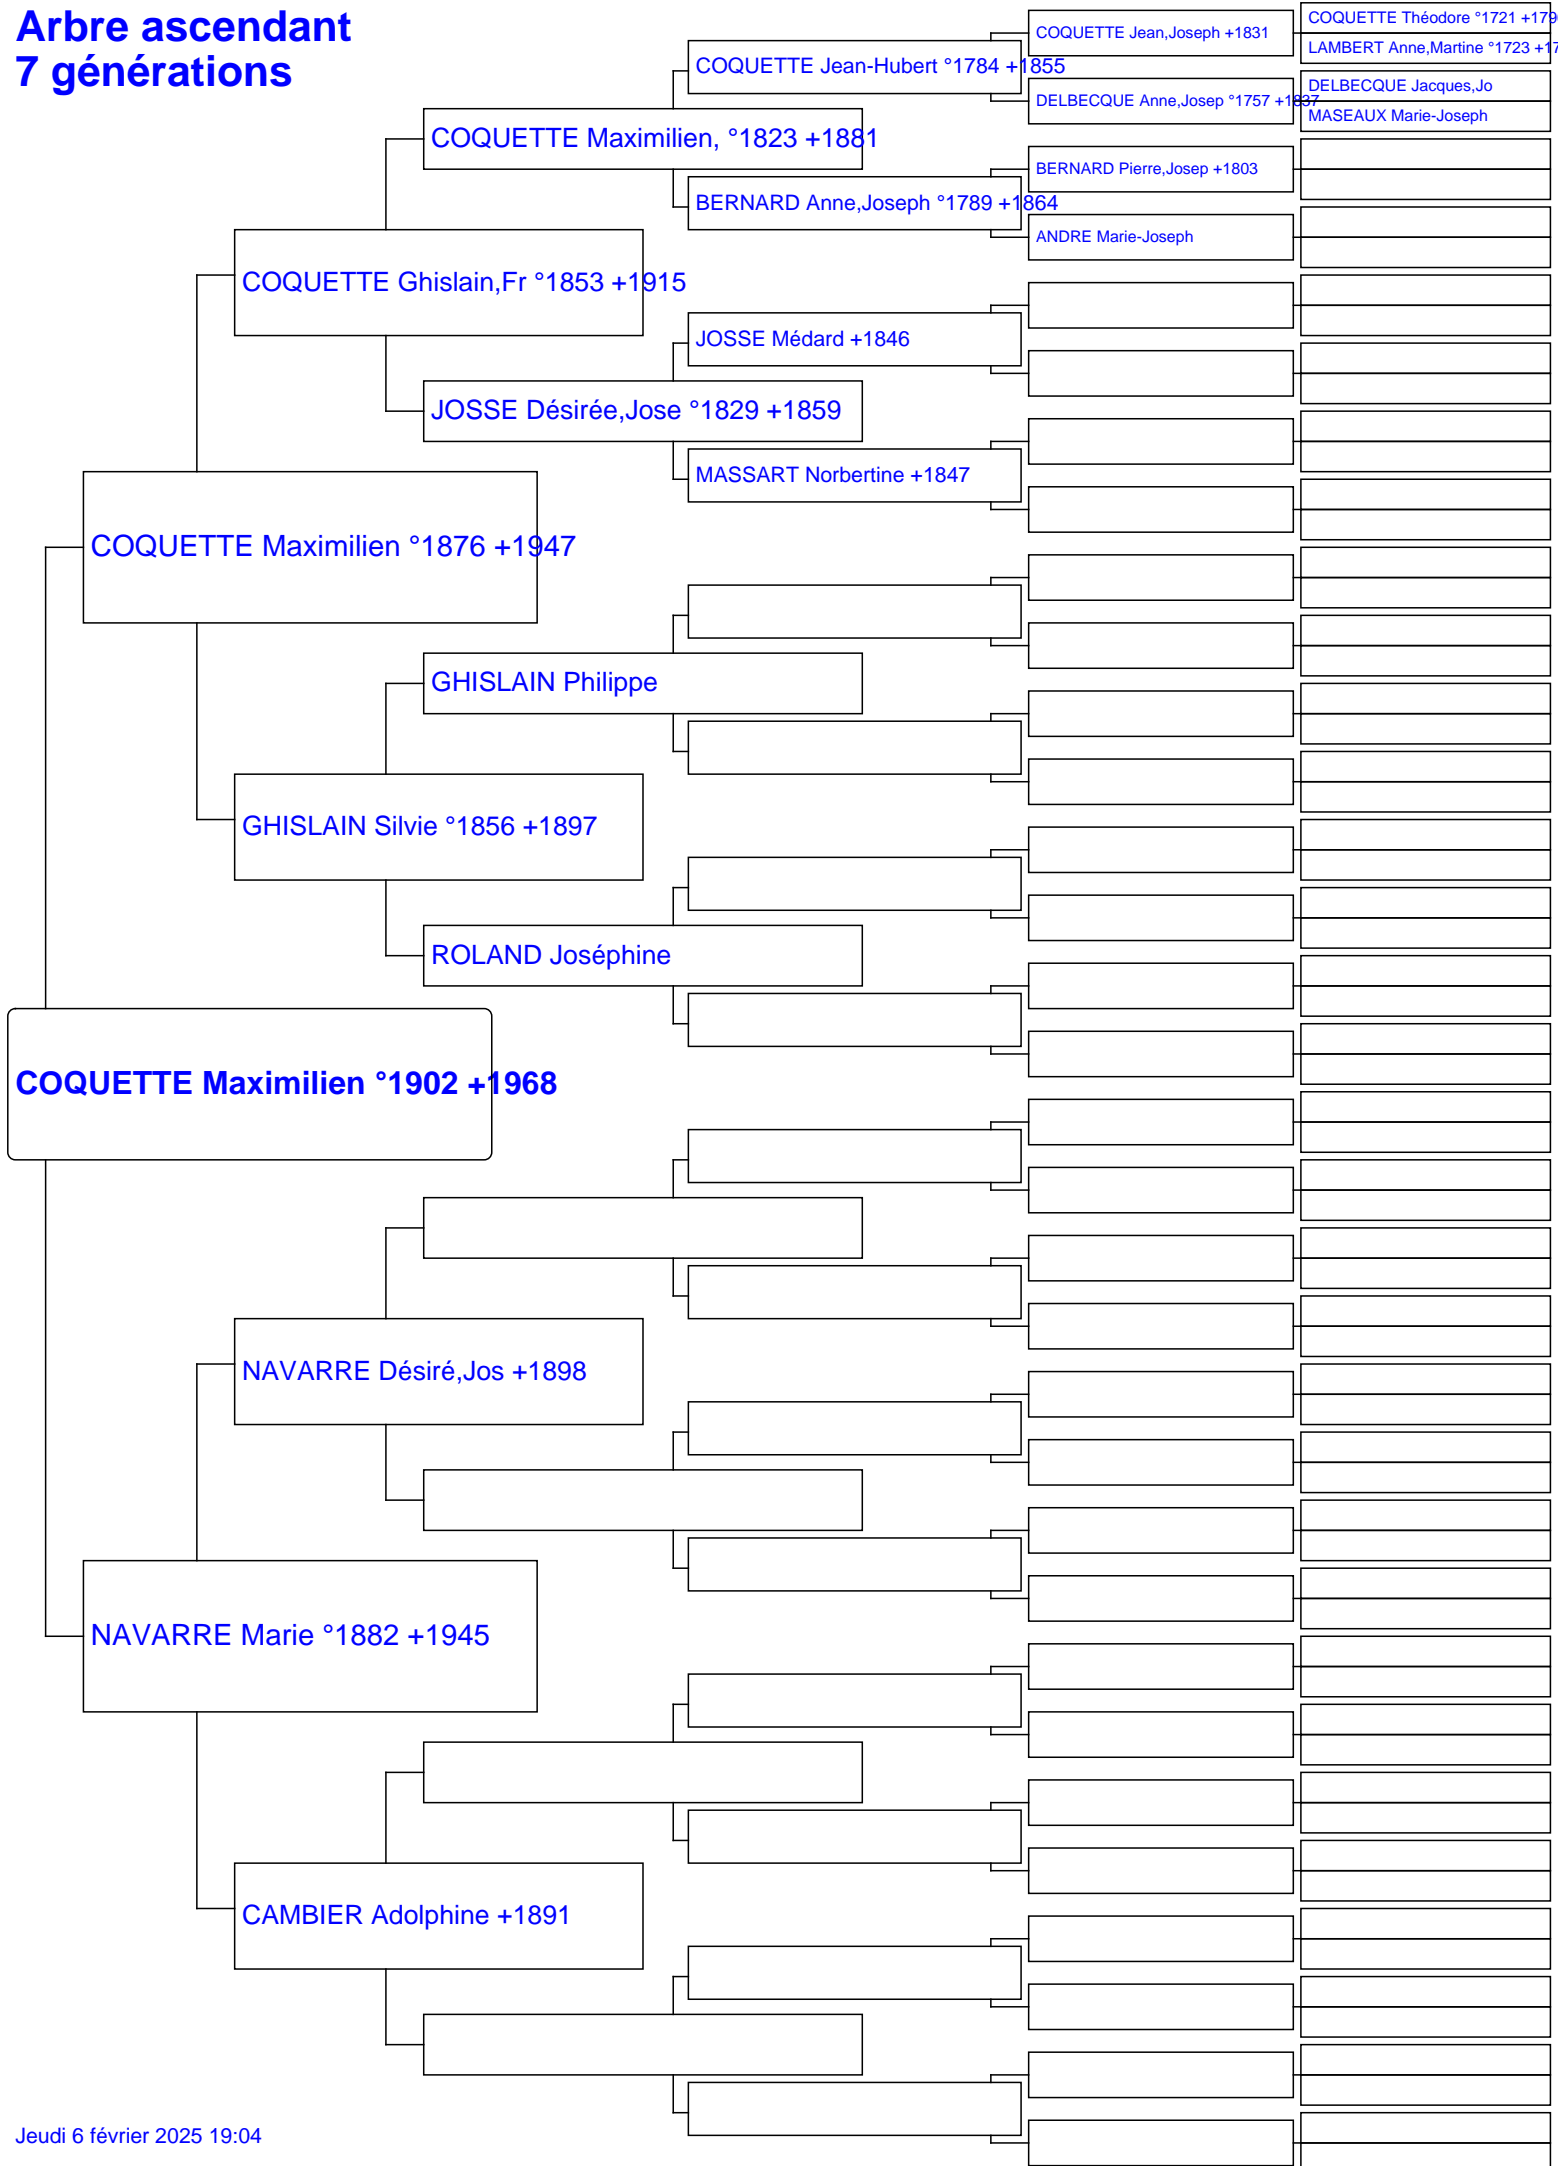 Arbre ascendant
7 générations
COQUETTE Théodore °1721 +179
COQUETTE Jean,Joseph +1831
LAMBERT Anne,Martine °1723 +17
COQUETTE Jean-Hubert °1784 +1855
DELBECQUE Jacques,Jo
DELBECQUE Anne,Josep °1757 +1837
MASEAUX Marie-Joseph
COQUETTE Maximilien, °1823 +1881
BERNARD Pierre,Josep +1803
BERNARD Anne,Joseph °1789 +1864
ANDRE Marie-Joseph
COQUETTE Ghislain,Fr °1853 +1915
JOSSE Médard +1846
JOSSE Désirée,Jose °1829 +1859
MASSART Norbertine +1847
COQUETTE Maximilien °1876 +1947
GHISLAIN Philippe
GHISLAIN Silvie °1856 +1897
ROLAND Joséphine
COQUETTE Maximilien °1902 +1968
NAVARRE Désiré,Jos +1898
NAVARRE Marie °1882 +1945
CAMBIER Adolphine +1891
Jeudi 6 février 2025 19:04